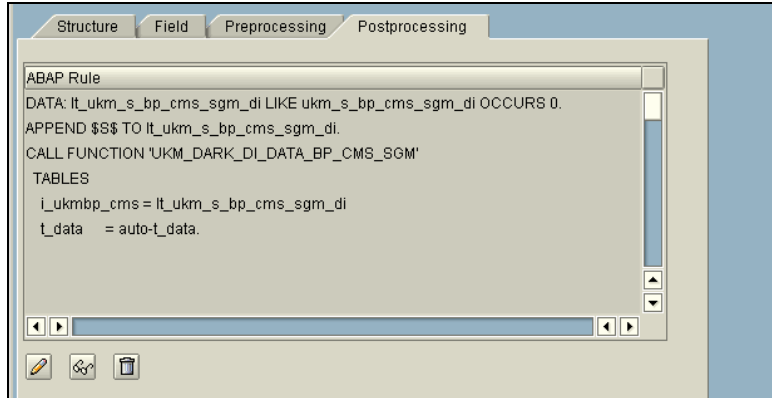 Structure Field Preprocessing Postprocessing
ABAP Rule
DATA: lt_ukm_s_bp_cms_sgm_di LIKE ukm_s_bp_cms_sgm_di OCCURS 0.
APPEND $S$ TO lt_ukm_s_bp_cms_sgm_di.
CALL FUNCTION 'UKM_DARK_DI_DATA_BP_CMS_SGM'
TABLES
i_ukmbp_cms = lt_ukm_s_bp_cms_sgm_di
t_data = auto-t_data.